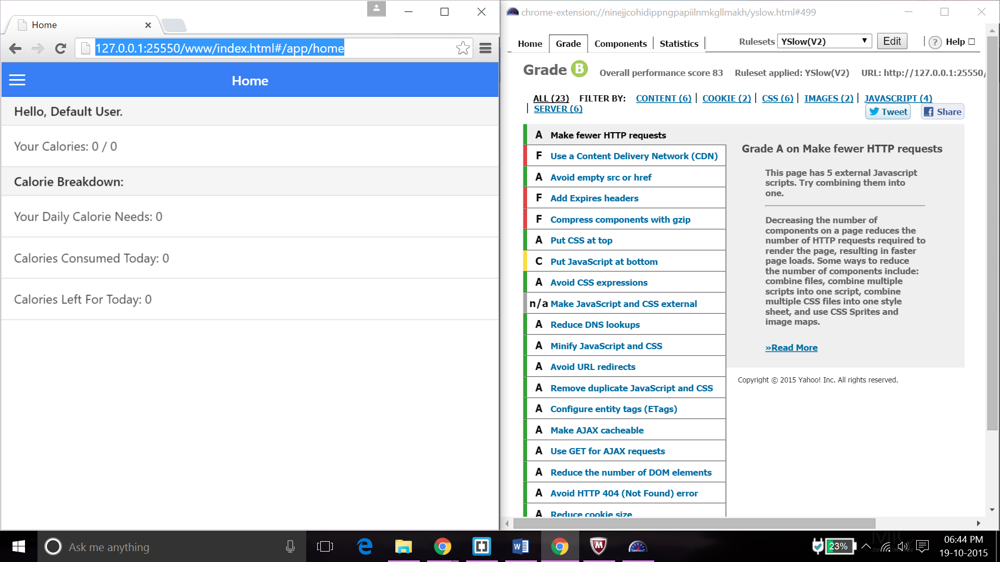 Home
127.0.0.1:25550/www/index.html#/app/home
Home
Hello, Default User.
Your Calories: 0 / 0
Calorie Breakdown:
Your Daily Calorie Needs: 0
Calories Consumed Today: 0
Calories Left For Today: 0
chrome-extension://ninejjcohidippngpapiilnmkgllmakh/yslow.html#499
Home Grade Components Statistics Rulesets YSlow(V2) Edit ? Help
Grade B Overall performance score 83 Ruleset applied: YSlow(V2) URL: http://127.0.0.1:25550/
ALL (23) FILTER BY: CONTENT (6) | COOKIE (2) | CSS (6) | IMAGES (2) | JAVASCRIPT (4)
| SERVER (6)
Tweet Share
A Make fewer HTTP requests
F Use a Content Delivery Network (CDN)
A Avoid empty src or href
F Add Expires headers
F Compress components with gzip
A Put CSS at top
C Put JavaScript at bottom
A Avoid CSS expressions
n/a Make JavaScript and CSS external
A Reduce DNS lookups
A Minify JavaScript and CSS
A Avoid URL redirects
A Remove duplicate JavaScript and CSS
A Configure entity tags (ETags)
A Make AJAX cacheable
A Use GET for AJAX requests
A Reduce the number of DOM elements
A Avoid HTTP 404 (Not Found) error
A Reduce cookie size
Grade A on Make fewer HTTP requests
This page has 5 external Javascript
scripts. Try combining them into
one.
Decreasing the number of
components on a page reduces the
number of HTTP requests required to
render the page, resulting in faster
page loads. Some ways to reduce
the number of components include:
combine files, combine multiple
scripts into one script, combine
multiple CSS files into one style
sheet, and use CSS Sprites and
image maps.
»Read More
Copyright © 2015 Yahoo! Inc. All rights reserved.
Ask me anything
23%
06:44 PM
19-10-2015